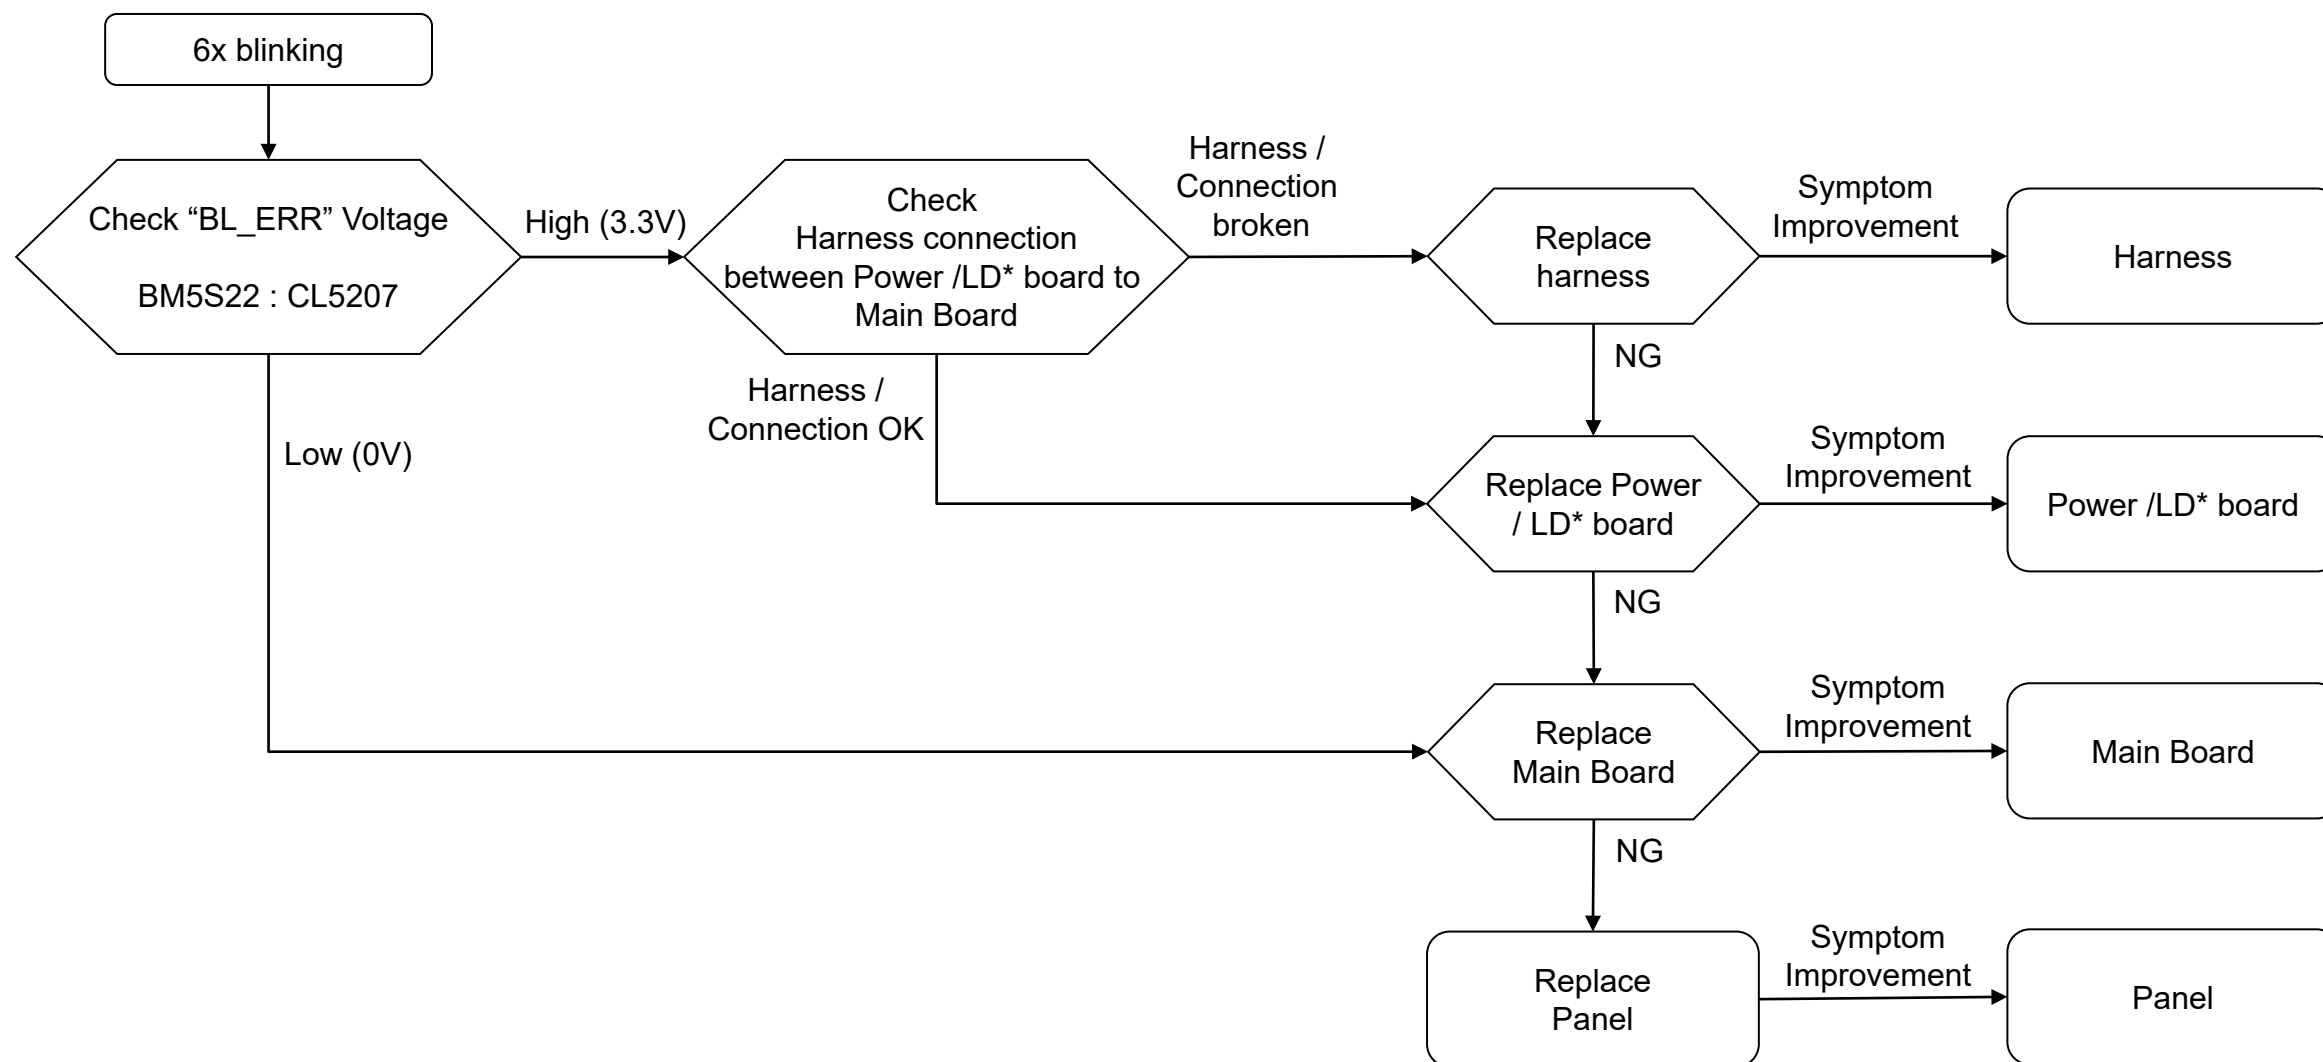 6x blinking
Check “BL_ERR” Voltage
BM5S22 : CL5207
High (3.3V)
Low (0V)
Check
Harness connection
between Power /LD* board to
Main Board
Harness /
Connection
broken
Harness /
Connection OK
Replace
harness
Symptom
Improvement
Harness
NG
Replace Power
/ LD* board
Symptom
Improvement
Power /LD* board
NG
Replace
Main Board
Symptom
Improvement
Main Board
NG
Replace
Panel
Symptom
Improvement
Panel